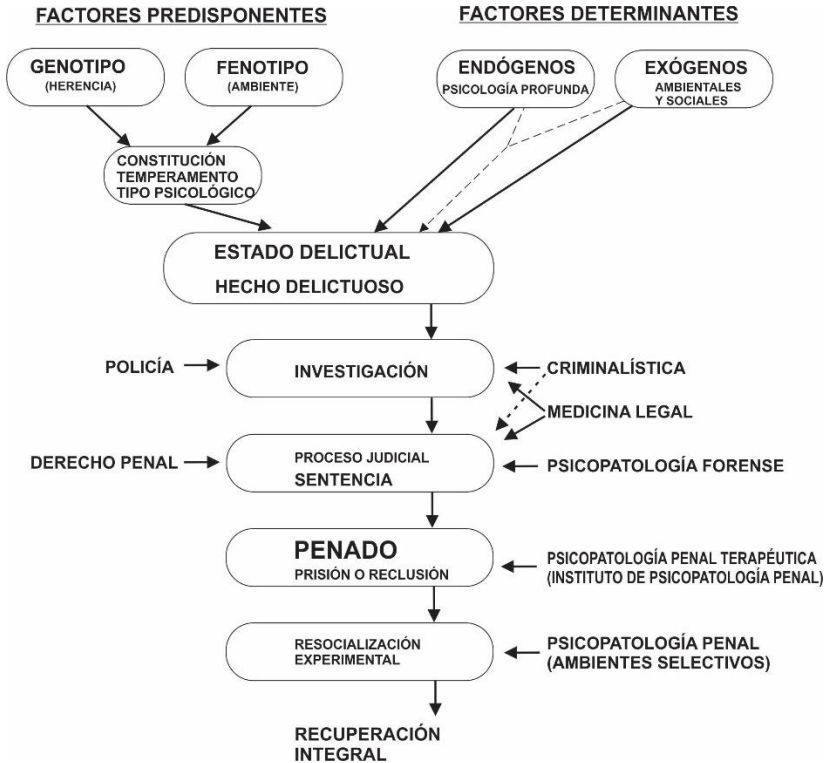 FACTORES PREDISPONENTES
FACTORES DETERMINANTES
GENOTIPO
(HERENCIA)
FENOTIPO
(AMBIENTE)
ENDÓGENOS
PSICOLOGÍA PROFUNDA
EXÓGENOS
AMBIENTALES
Y SOCIALES
CONSTITUCIÓN
TEMPERAMENTO
TIPO PSICOLÓGICO
ESTADO DELICTUAL
HECHO DELICTUOSO
POLICÍA
INVESTIGACIÓN
CRIMINALÍSTICA
MEDICINA LEGAL
DERECHO PENAL
PROCESO JUDICIAL
SENTENCIA
PSICOPATOLOGÍA FORENSE
PENADO
PRISIÓN O RECLUSIÓN
PSICOPATOLOGÍA PENAL TERAPÉUTICA
(INSTITUTO DE PSICOPATOLOGÍA PENAL)
RESOCIALIZACIÓN
EXPERIMENTAL
PSICOPATOLOGÍA PENAL
(AMBIENTES SELECTIVOS)
RECUPERACIÓN
INTEGRAL